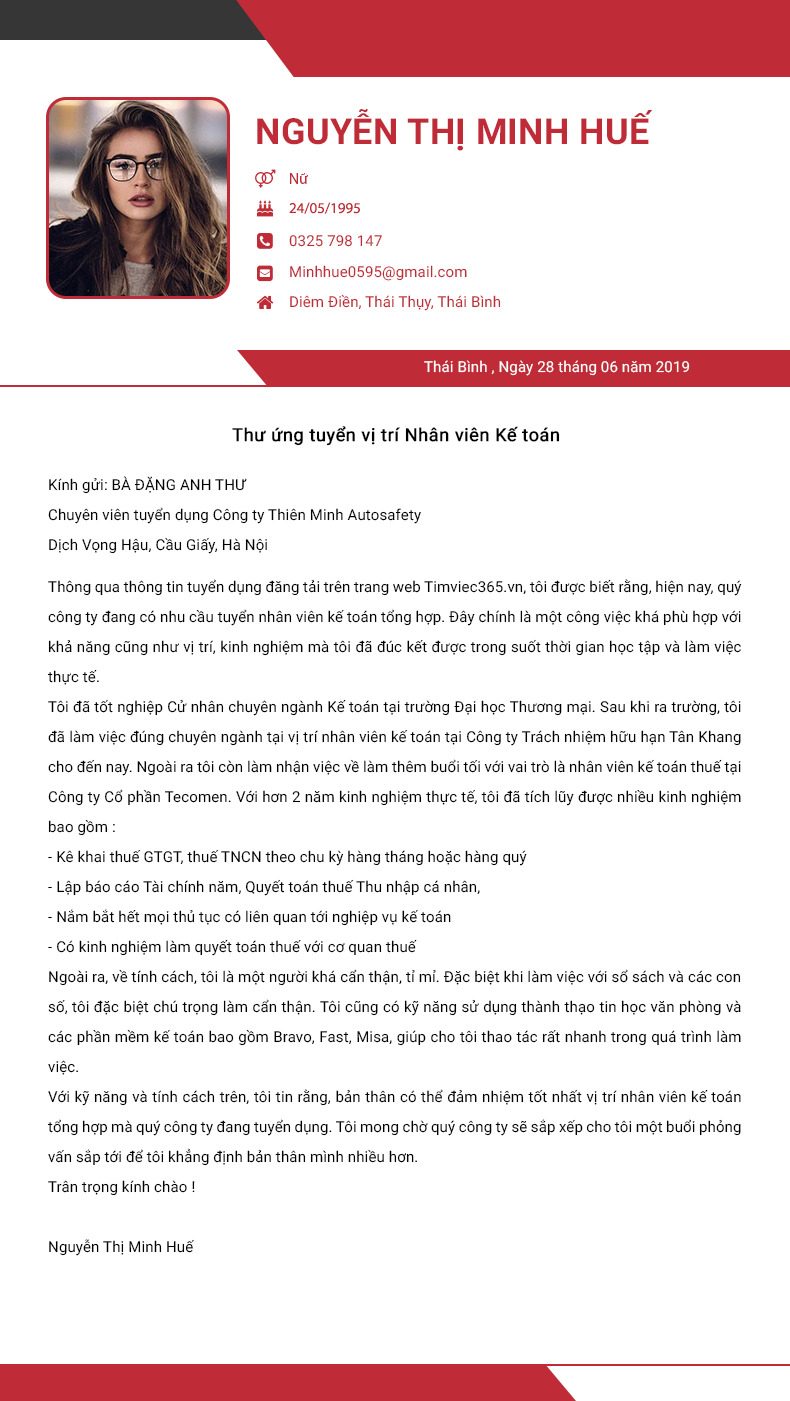 NGUYỄN THỊ MINH HUẾ
Nữ
24/05/1995
0325 798 147
Minhhue0595@gmail.com
Diêm Điền, Thái Thụy, Thái Bình
Thái Bình , Ngày 28 tháng 06 năm 2019
Thư ứng tuyển vị trí Nhân viên Kế toán
Kính gửi: BÀ ĐẶNG ANH THƯ
Chuyên viên tuyển dụng Công ty Thiên Minh Autosafety
Dịch Vọng Hậu, Cầu Giấy, Hà Nội
Thông qua thông tin tuyển dụng đăng tải trên trang web Timviec365.vn, tôi được biết rằng, hiện nay, quý
công ty đang có nhu cầu tuyển nhân viên kế toán tổng hợp. Đây chính là một công việc khá phù hợp với
khả năng cũng như vị trí, kinh nghiệm mà tôi đã đúc kết được trong suốt thời gian học tập và làm việc
thực tế.
Tôi đã tốt nghiệp Cử nhân chuyên ngành Kế toán tại trường Đại học Thương mại. Sau khi ra trường, tôi
đã làm việc đúng chuyên ngành tại vị trí nhân viên kế toán tại Công ty Trách nhiệm hữu hạn Tân Khang
cho đến nay. Ngoài ra tôi còn làm nhận việc về làm thêm buổi tối với vai trò là nhân viên kế toán thuế tại
Công ty Cổ phần Tecomen. Với hơn 2 năm kinh nghiệm thực tế, tôi đã tích lũy được nhiều kinh nghiệm
bao gồm :
- Kê khai thuế GTGT, thuế TNCN theo chu kỳ hàng tháng hoặc hàng quý
- Lập báo cáo Tài chính năm, Quyết toán thuế Thu nhập cá nhân,
- Nắm bắt hết mọi thủ tục có liên quan tới nghiệp vụ kế toán
- Có kinh nghiệm làm quyết toán thuế với cơ quan thuế
Ngoài ra, về tính cách, tôi là một người khá cẩn thận, tỉ mỉ. Đặc biệt khi làm việc với sổ sách và các con
số, tôi đặc biệt chú trọng làm cẩn thận. Tôi cũng có kỹ năng sử dụng thành thạo tin học văn phòng và
các phần mềm kế toán bao gồm Bravo, Fast, Misa, giúp cho tôi thao tác rất nhanh trong quá trình làm
việc.
Với kỹ năng và tính cách trên, tôi tin rằng, bản thân có thể đảm nhiệm tốt nhất vị trí nhân viên kế toán
tổng hợp mà quý công ty đang tuyển dụng. Tôi mong chờ quý công ty sẽ sắp xếp cho tôi một buổi phỏng
vấn sắp tới để tôi khẳng định bản thân mình nhiều hơn.
Trân trọng kính chào !
Nguyễn Thị Minh Huế